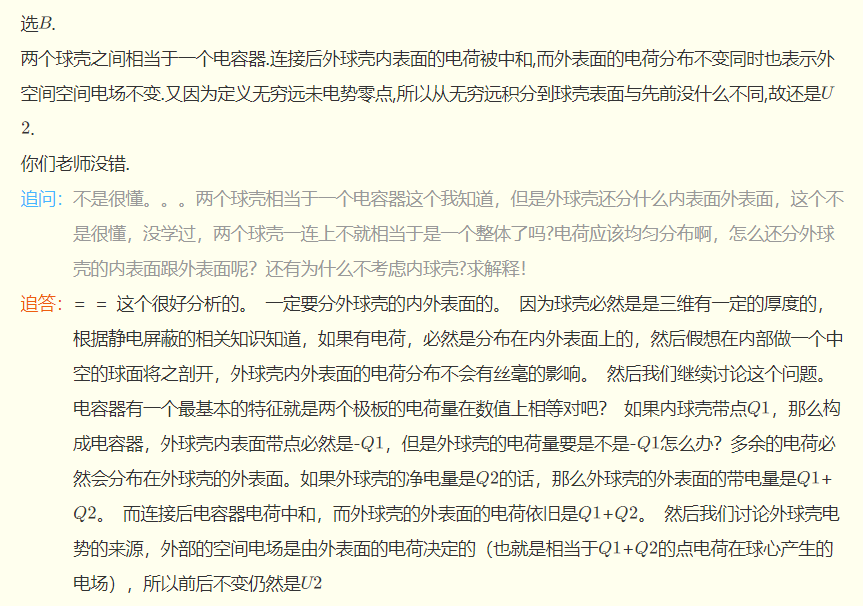 选B.
两个球壳之间相当于一个电容器.连接后外球壳内表面的电荷被中和,而外表面的电荷分布不变同时也表示外
空间空间电场不变.又因为定义无穷远未电势零点,所以从无穷远积分到球壳表面与先前没什么不同,故还是U
2.
你们老师没错.
追问：不是很懂。。。两个球壳相当于一个电容器这个我知道，但是外球壳还分什么内表面外表面，这个不
是很懂，没学过，两个球壳一连上不就相当于是一个整体了吗?电荷应该均匀分布啊，怎么还分外球
壳的内表面跟外表面呢？还有为什么不考虑内球壳?求解释！
追答：= = 这个很好分析的。 一定要分外球壳的内外表面的。 因为球壳必然是是三维有一定的厚度的，
根据静电屏蔽的相关知识知道，如果有电荷，必然是分布在内外表面上的，然后假想在内部做一个中
空的球面将之剖开，外球壳内外表面的电荷分布不会有丝毫的影响。 然后我们继续讨论这个问题。
电容器有一个最基本的特征就是两个极板的电荷量在数值上相等对吧？ 如果内球壳带点Q1，那么构
成电容器，外球壳内表面带点必然是-Q1，但是外球壳的电荷量要是不是-Q1怎么办？多余的电荷必
然会分布在外球壳的外表面。如果外球壳的净电量是Q2的话，那么外球壳的外表面的带电量是Q1+
Q2。 而连接后电容器电荷中和，而外球壳的外表面的电荷依旧是Q1+Q2。 然后我们讨论外球壳电
势的来源，外部的空间电场是由外表面的电荷决定的（也就是相当于Q1+Q2的点电荷在球心产生的
电场），所以前后不变仍然是U2